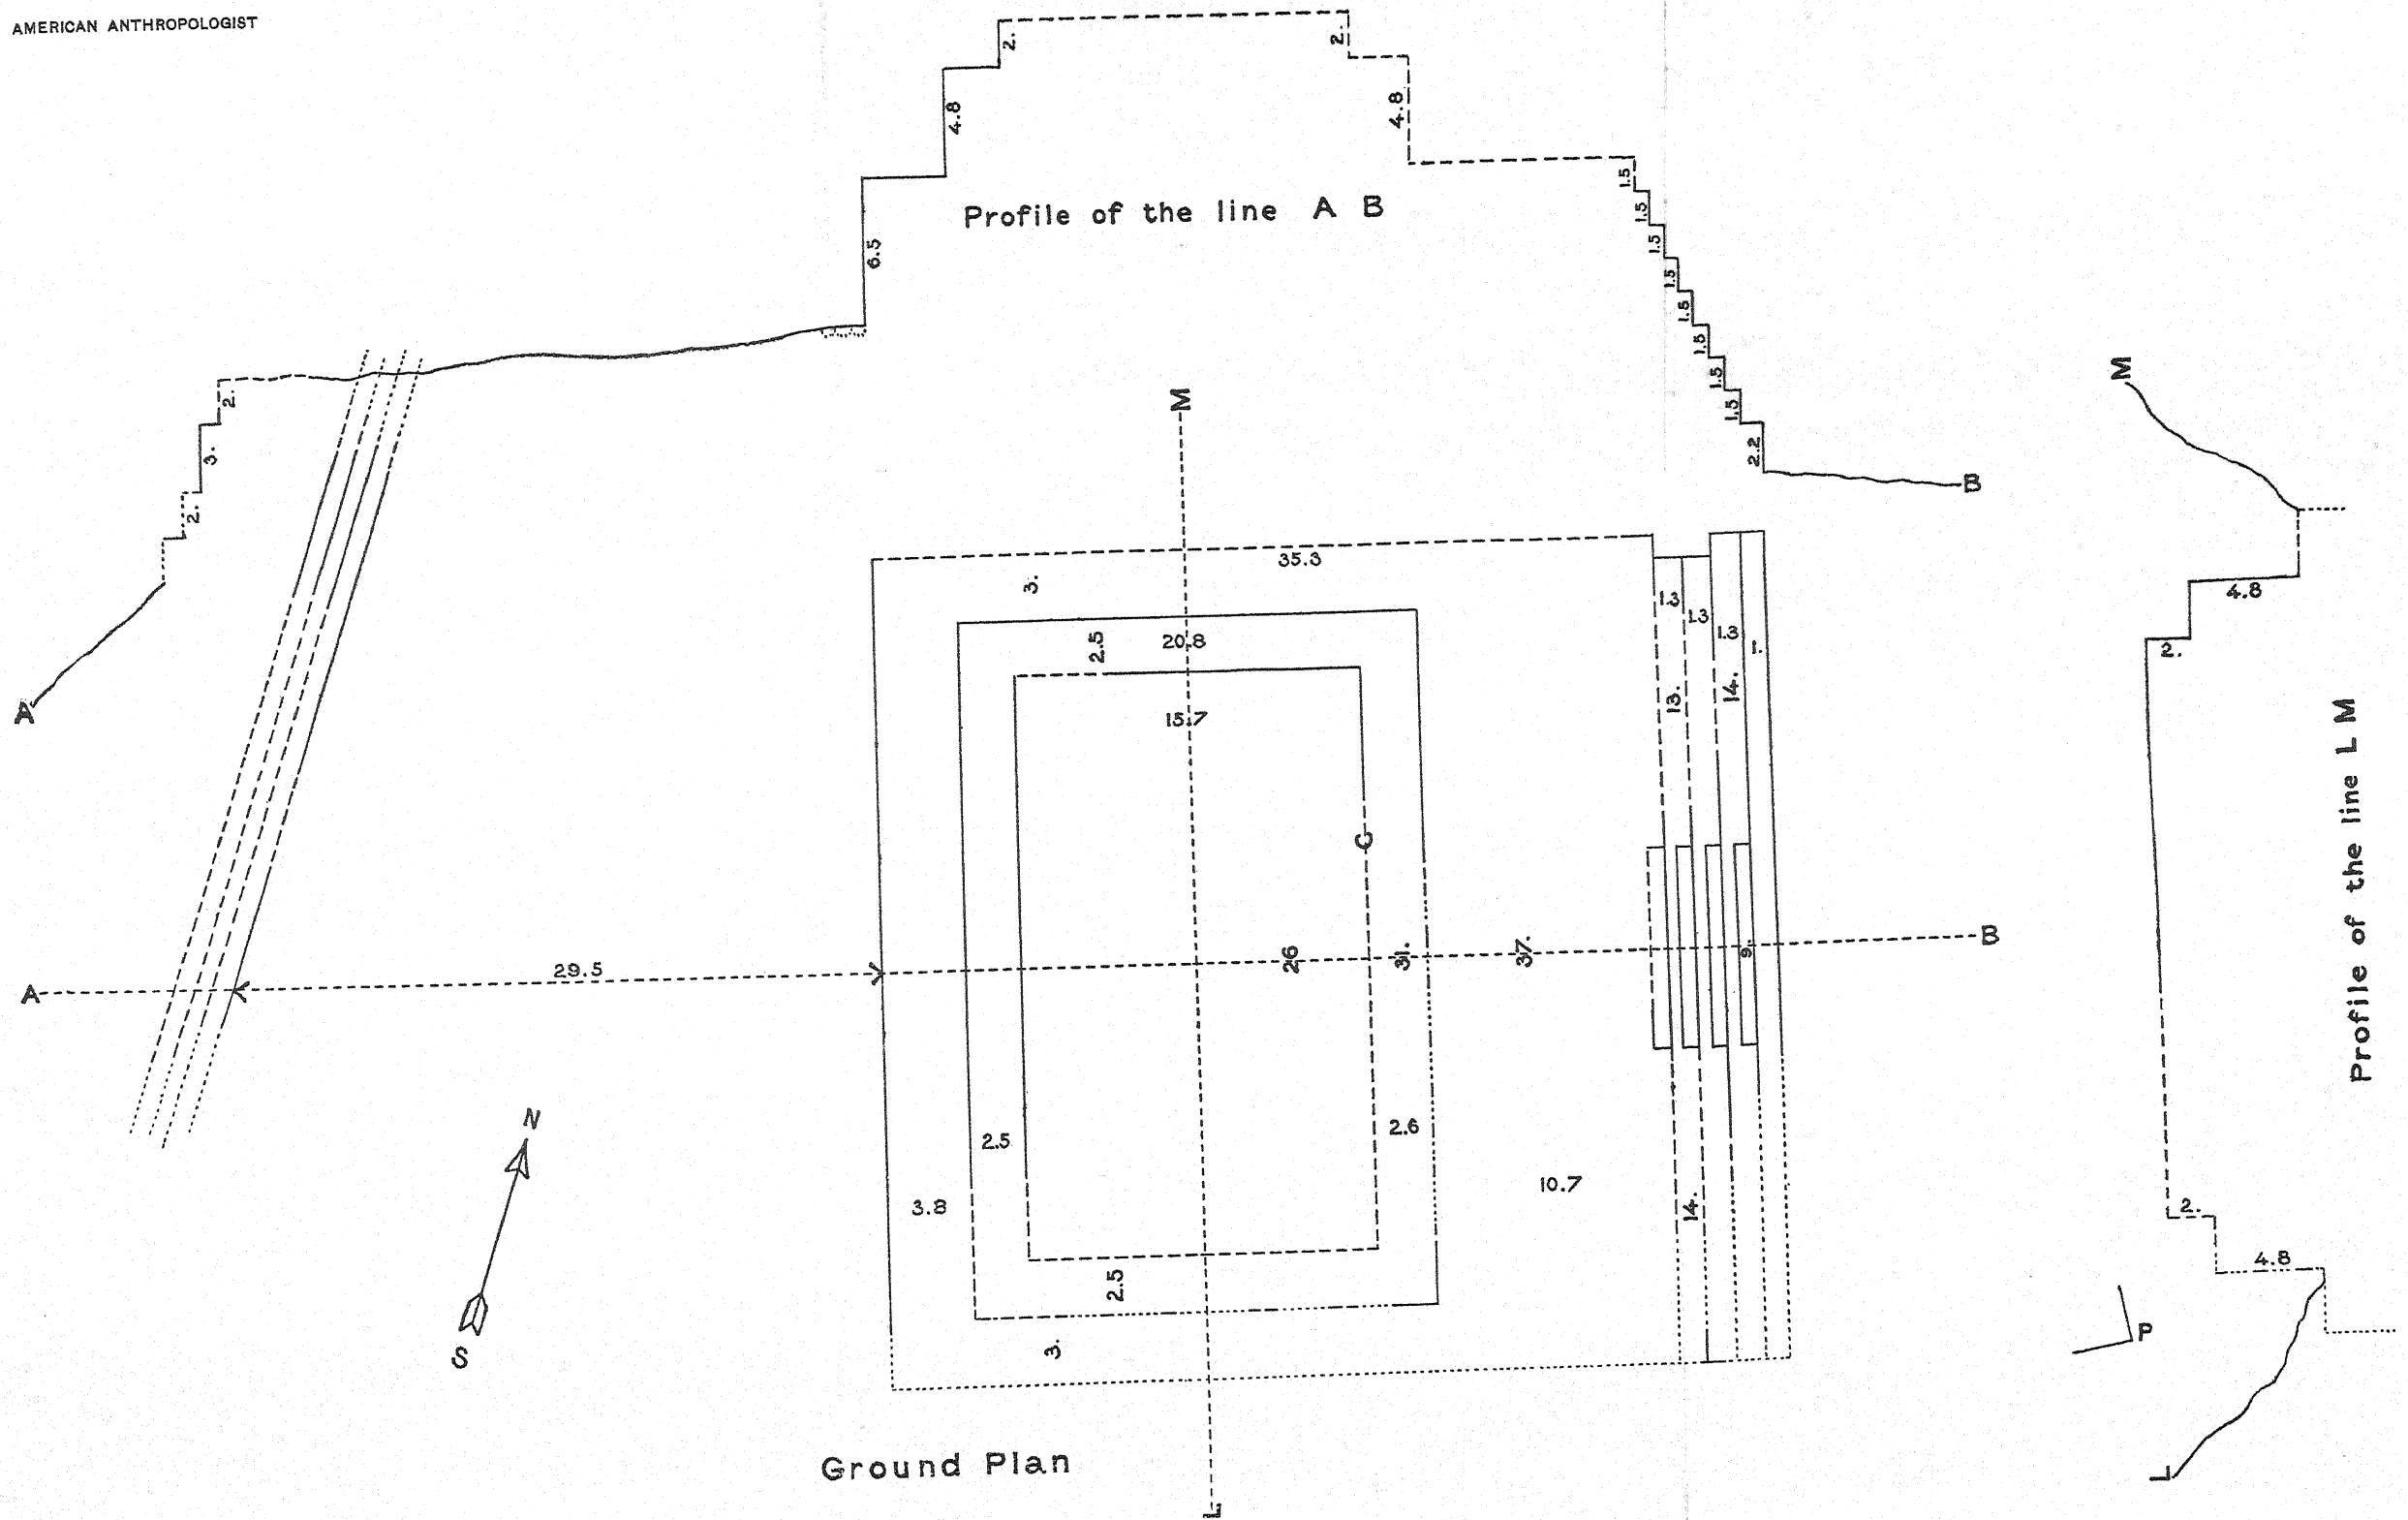 AMERICAN ANTHROPOLOGIST
2.
2.
4.8
4.8
6.5
Profile of the line A B
1.5
1.5
1.5
1.5
1.5
1.5
1.5
1.5
2.2
B
2.
3.
2.
A
M
35.3
3.
2.5
20.8
15.7
1.3
1.3
1.3
1.
13.
14.
C
A
29.5
26
31.
37.
9.
B
2.5
2.6
3.8
10.7
14.
2.5
3.
N
S
L
Ground Plan
M
4.8
2.
Profile of the line L M
2.
4.8
P
L